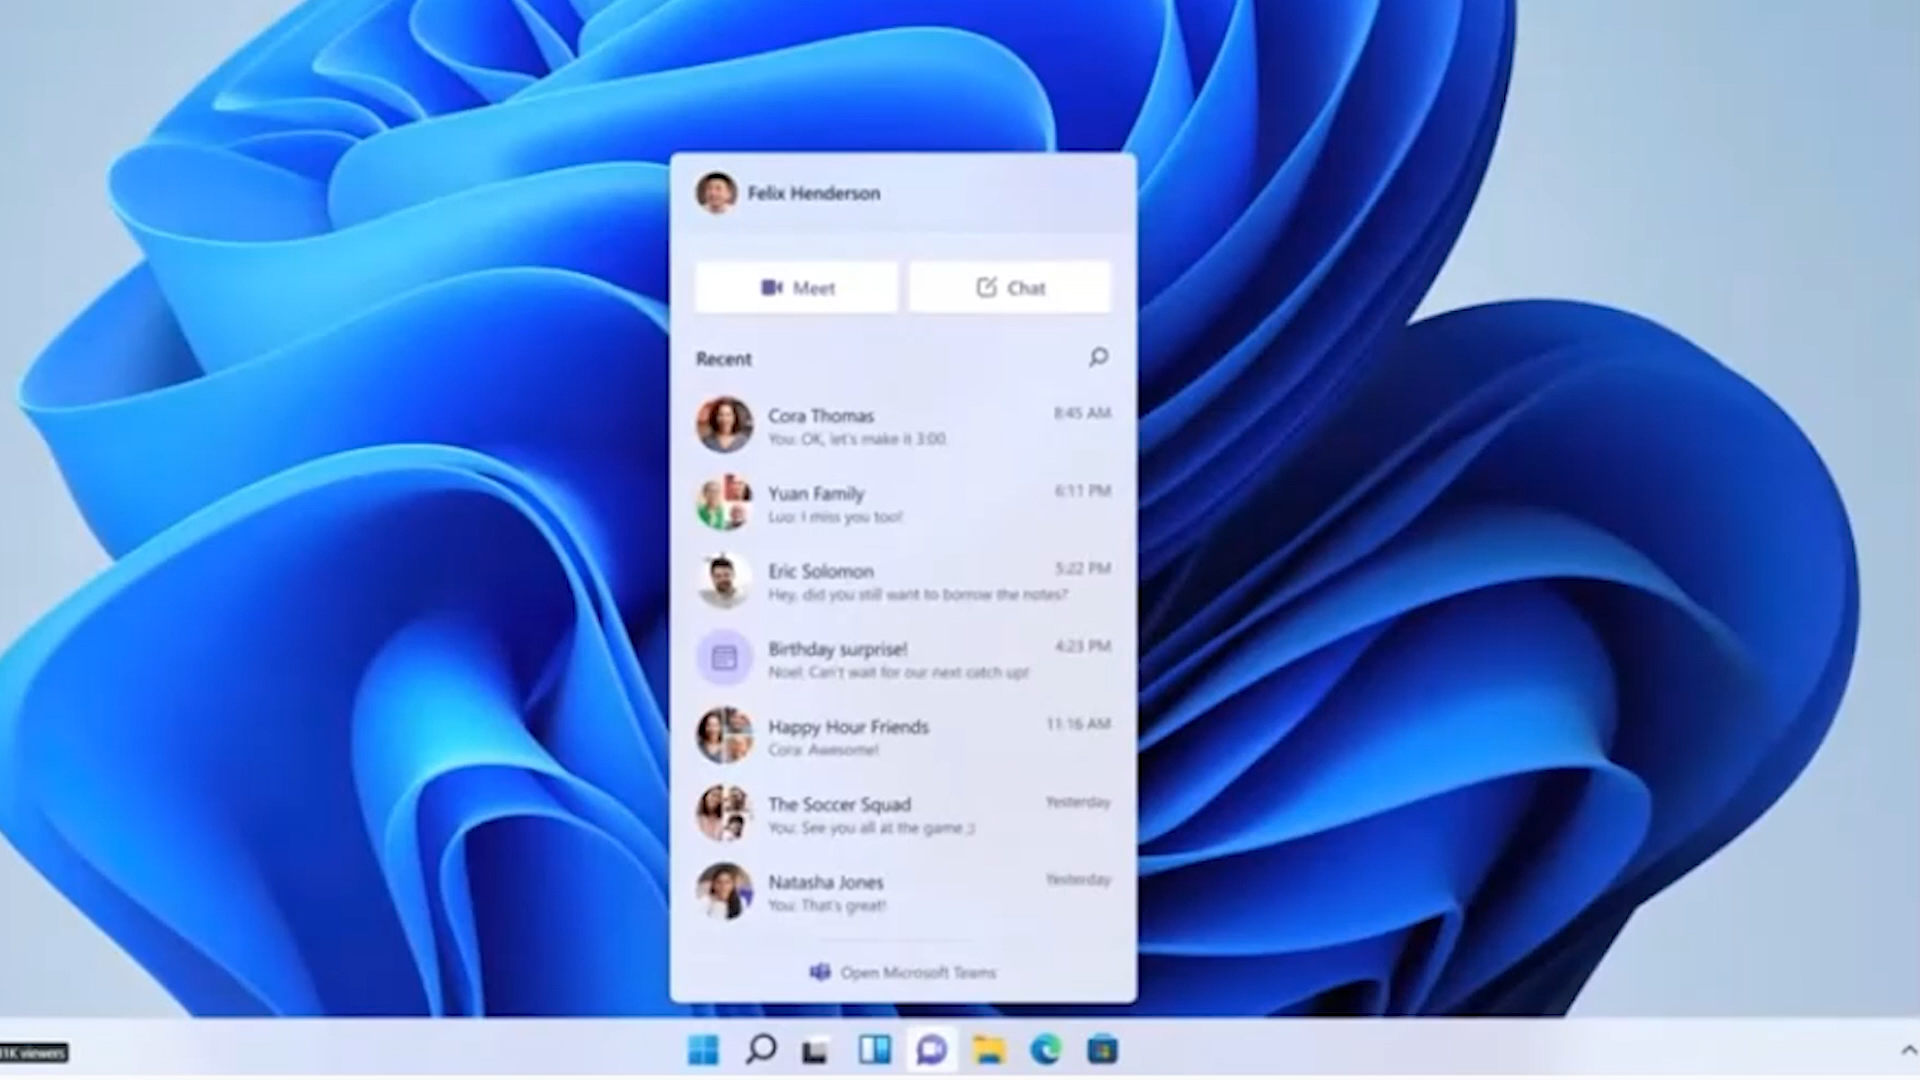 Felix Henderson
Meet
Chat
Recent
Cora Thomas
8:45 AM
You: OK, let's make it 3:00.
Yuan Family
6:11 PM
Luo: I miss you too!
Eric Solomon
5:22 PM
Hey, did you still want to borrow the notes?
Birthday surprise!
4:23 PM
Noel: Can't wait for our next catch up!
Happy Hour Friends
11:16 AM
Cora: Awesome!
The Soccer Squad
Yesterday
You: See you all at the game ;)
Natasha Jones
Yesterday
You: That's great!
Open Microsoft Teams
viewers